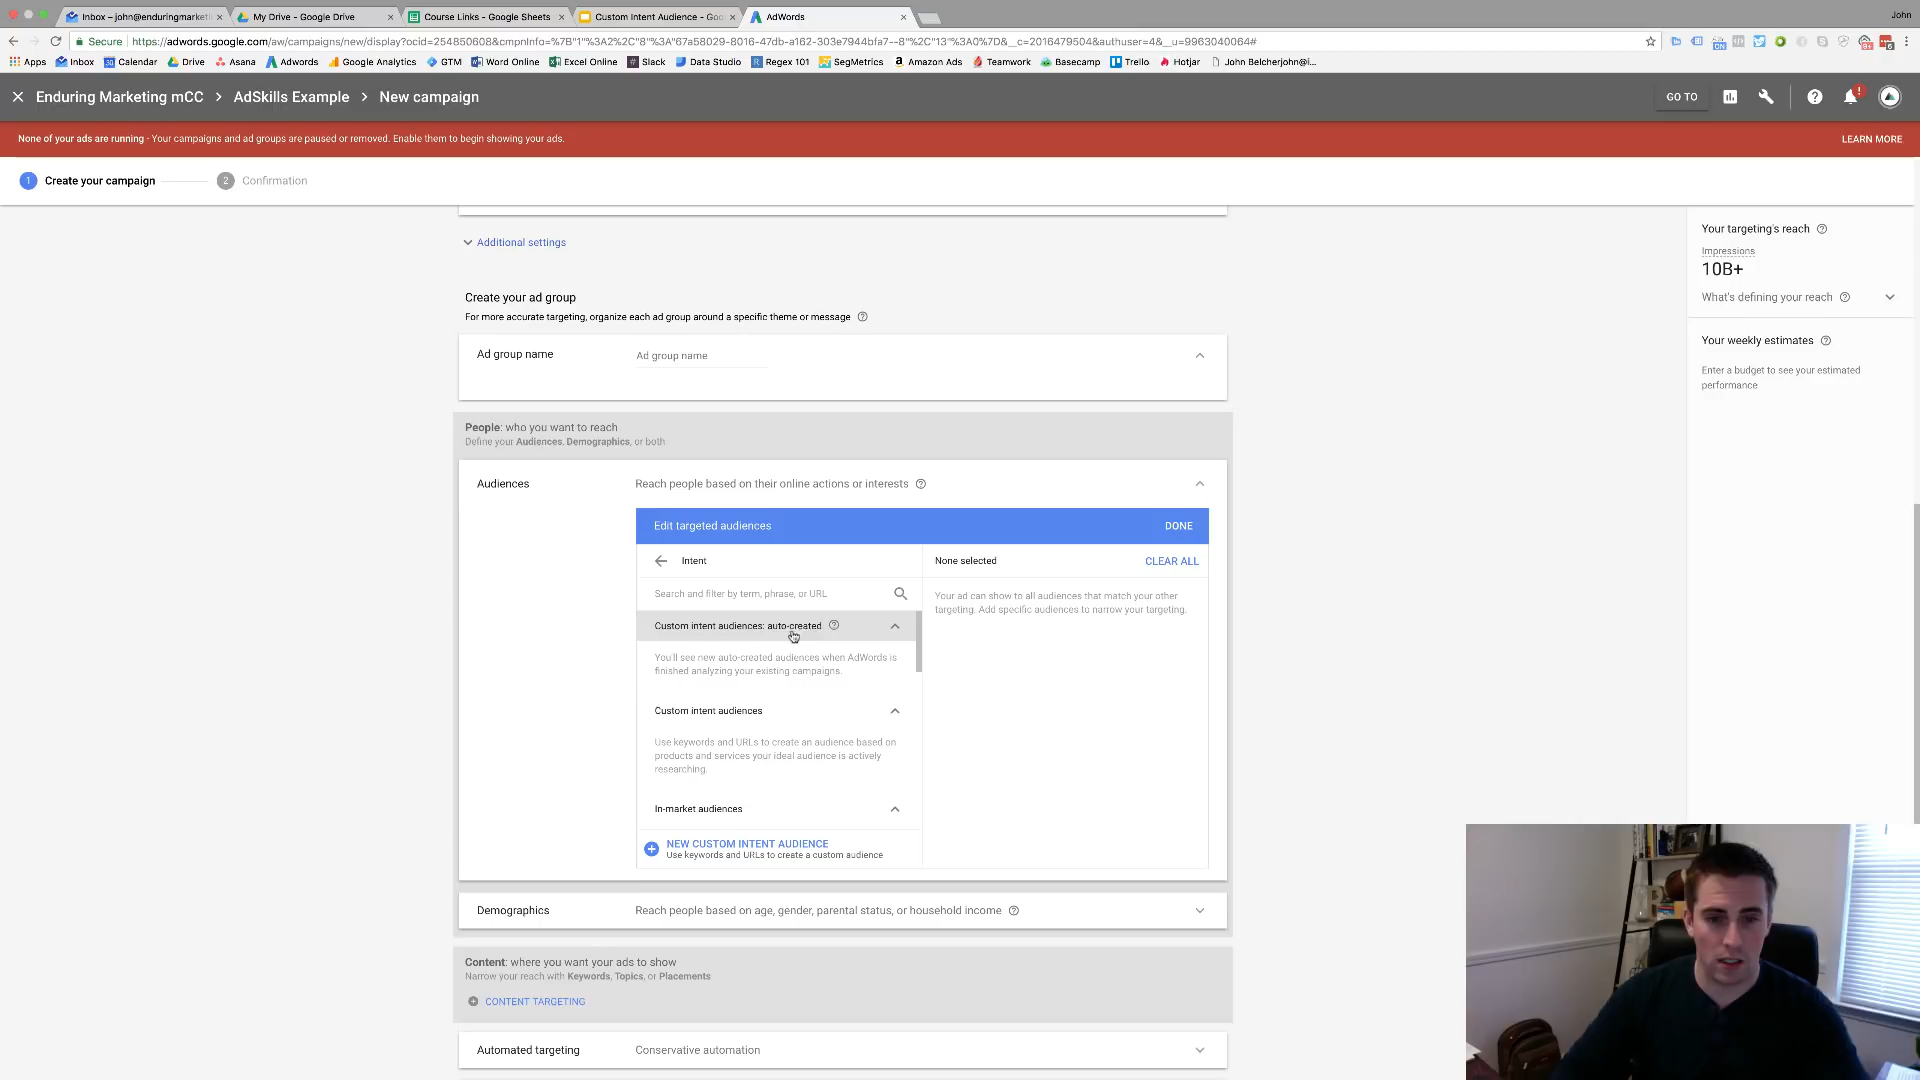 Inbox – john@enduringmarketi
My Drive - Google Drive
Course Links - Google Sheets
Custom Intent Audience - Goo
AdWords
John
Secure
https://adwords.google.com/aw/campaigns/new/display?ocid=254850608&cmpnInfo=%7B"1"%3A2%2C"8"%3A"67a58029-8016-47db-a162-303e7944bfa7--8"%2C"13"%3A0%7D&__c=2016479504&authuser=4&__u=9963040064#
Apps
Inbox
Calendar
Drive
Asana
Adwords
Google Analytics
GTM
Word Online
Excel Online
Slack
Data Studio
Regex 101
SegMetrics
Amazon Ads
Teamwork
Basecamp
Trello
Hotjar
John Belcherjohn@i...
Enduring Marketing mCC > AdSkills Example > New campaign
GO TO
None of your ads are running - Your campaigns and ad groups are paused or removed. Enable them to begin showing your ads.
LEARN MORE
1 Create your campaign
2 Confirmation
Additional settings
Your targeting's reach
Impressions
10B+
What's defining your reach
Your weekly estimates
Enter a budget to see your estimated
performance
Create your ad group
For more accurate targeting, organize each ad group around a specific theme or message
Ad group name
Ad group name
People: who you want to reach
Define your Audiences, Demographics, or both
Audiences
Reach people based on their online actions or interests
Edit targeted audiences
DONE
Intent
None selected
CLEAR ALL
Search and filter by term, phrase, or URL
Your ad can show to all audiences that match your other
targeting. Add specific audiences to narrow your targeting.
Custom intent audiences: auto-created
You'll see new auto-created audiences when AdWords is
finished analyzing your existing campaigns.
Custom intent audiences
Use keywords and URLs to create an audience based on
products and services your ideal audience is actively
researching.
In-market audiences
NEW CUSTOM INTENT AUDIENCE
Use keywords and URLs to create a custom audience
Demographics
Reach people based on age, gender, parental status, or household income
Content: where you want your ads to show
Narrow your reach with Keywords, Topics, or Placements
CONTENT TARGETING
Automated targeting
Conservative automation